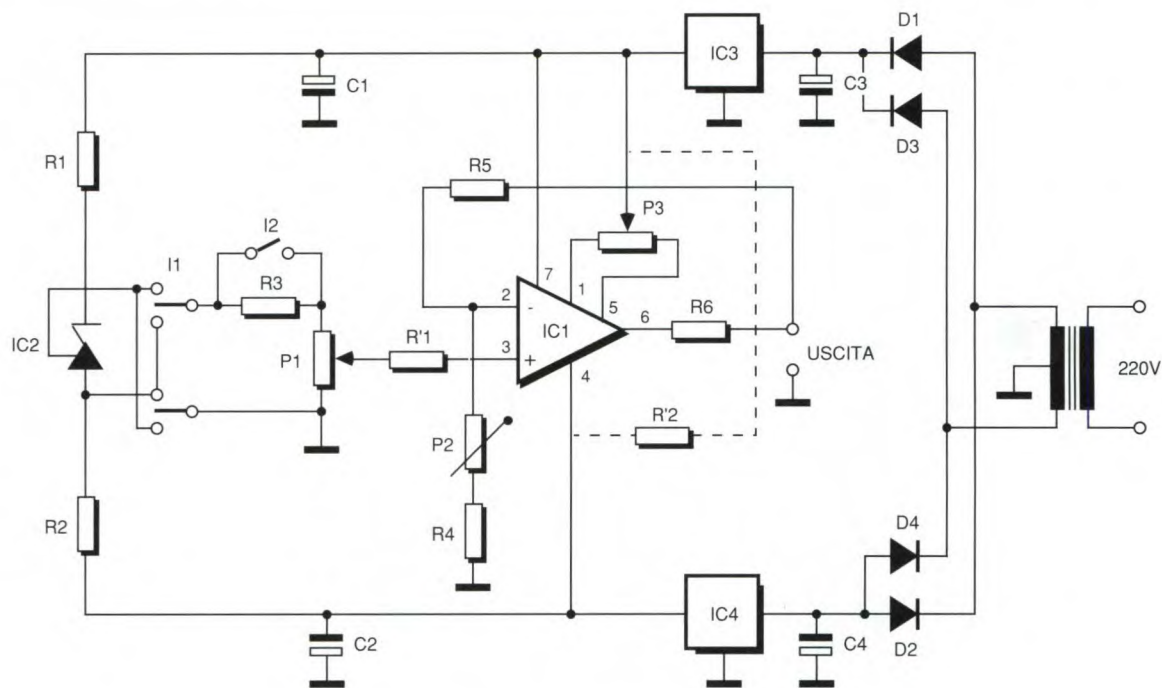 D1
IC3
C3
C1
D3
R1
R5
P3
I2
I1
R3
7
1
5
2
-
IC1
6
R6
IC2
P1
R'1
3
+
4
USCITA
220V
P2
R'2
R2
R4
D4
IC4
C2
C4
D2